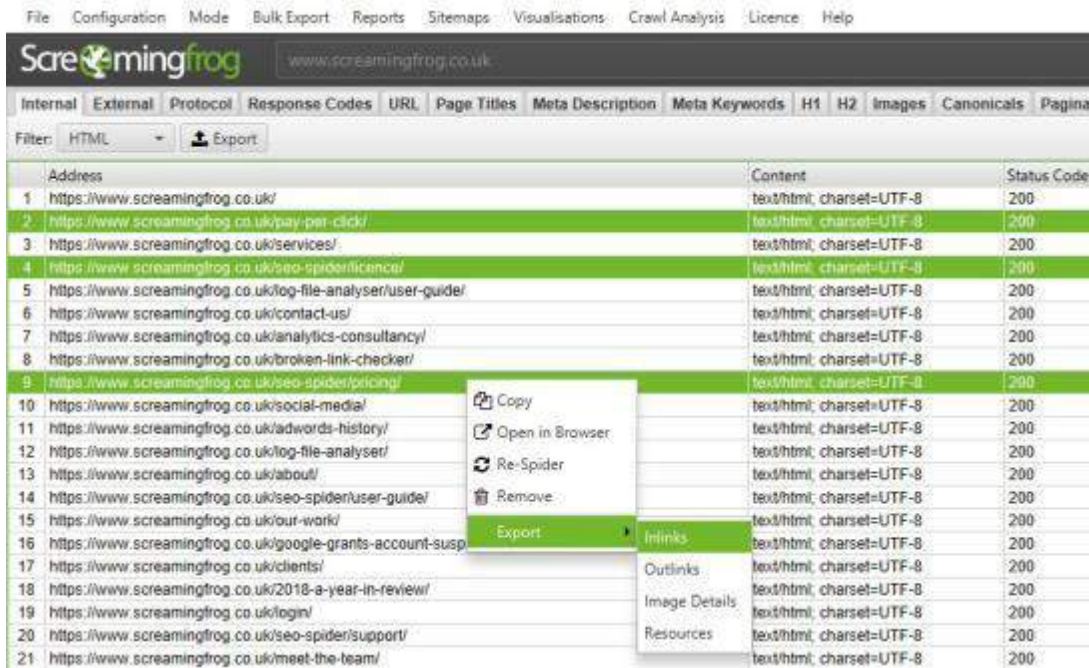 File Configuration Mode Bulk Export Reports Sitemaps Visualisations Crawl Analysis Licence Help
Screamingfrog www.screamingfrog.co.uk
Internal External Protocol Response Codes URL Page Titles Meta Description Meta Keywords H1 H2 Images Canonicals Pagina
Filter: HTML Export
Address Content Status Code
1 https://www.screamingfrog.co.uk/ text/html; charset=UTF-8 200
2 https://www.screamingfrog.co.uk/pay-per-click/ text/html; charset=UTF-8 200
3 https://www.screamingfrog.co.uk/services/ text/html; charset=UTF-8 200
4 https://www.screamingfrog.co.uk/seo-spider/licence/ text/html; charset=UTF-8 200
5 https://www.screamingfrog.co.uk/log-file-analyser/user-guide/ text/html; charset=UTF-8 200
6 https://www.screamingfrog.co.uk/contact-us/ text/html; charset=UTF-8 200
7 https://www.screamingfrog.co.uk/analytics-consultancy/ text/html; charset=UTF-8 200
8 https://www.screamingfrog.co.uk/broken-link-checker/ text/html; charset=UTF-8 200
9 https://www.screamingfrog.co.uk/seo-spider/pricing/ text/html; charset=UTF-8 200
10 https://www.screamingfrog.co.uk/social-media/ text/html; charset=UTF-8 200
11 https://www.screamingfrog.co.uk/adwords-history/ text/html; charset=UTF-8 200
12 https://www.screamingfrog.co.uk/log-file-analyser/ text/html; charset=UTF-8 200
13 https://www.screamingfrog.co.uk/about/ text/html; charset=UTF-8 200
14 https://www.screamingfrog.co.uk/seo-spider/user-guide/ text/html; charset=UTF-8 200
15 https://www.screamingfrog.co.uk/our-work/ text/html; charset=UTF-8 200
16 https://www.screamingfrog.co.uk/google-grants-account-susp text/html; charset=UTF-8 200
17 https://www.screamingfrog.co.uk/clients/ text/html; charset=UTF-8 200
18 https://www.screamingfrog.co.uk/2018-a-year-in-review/ text/html; charset=UTF-8 200
19 https://www.screamingfrog.co.uk/login/ text/html; charset=UTF-8 200
20 https://www.screamingfrog.co.uk/seo-spider/support/ text/html; charset=UTF-8 200
21 https://www.screamingfrog.co.uk/meet-the-team/ text/html; charset=UTF-8 200
Copy
Open in Browser
Re-Spider
Remove
Export
Inlinks
Outlinks
Image Details
Resources